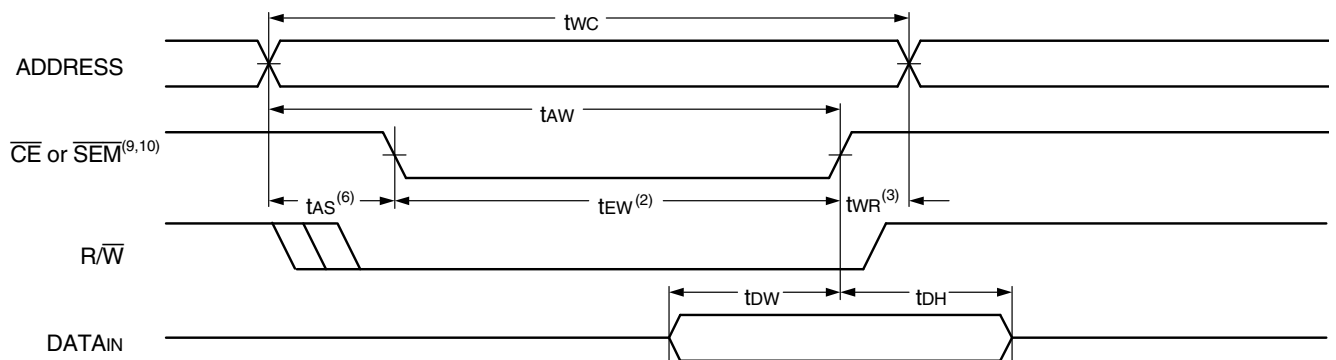 tWC
ADDRESS
tAW
CE or SEM(9,10)
tAS(6)
tEW(2)
tWR(3)
R/W
tDW
tDH
DATAIN